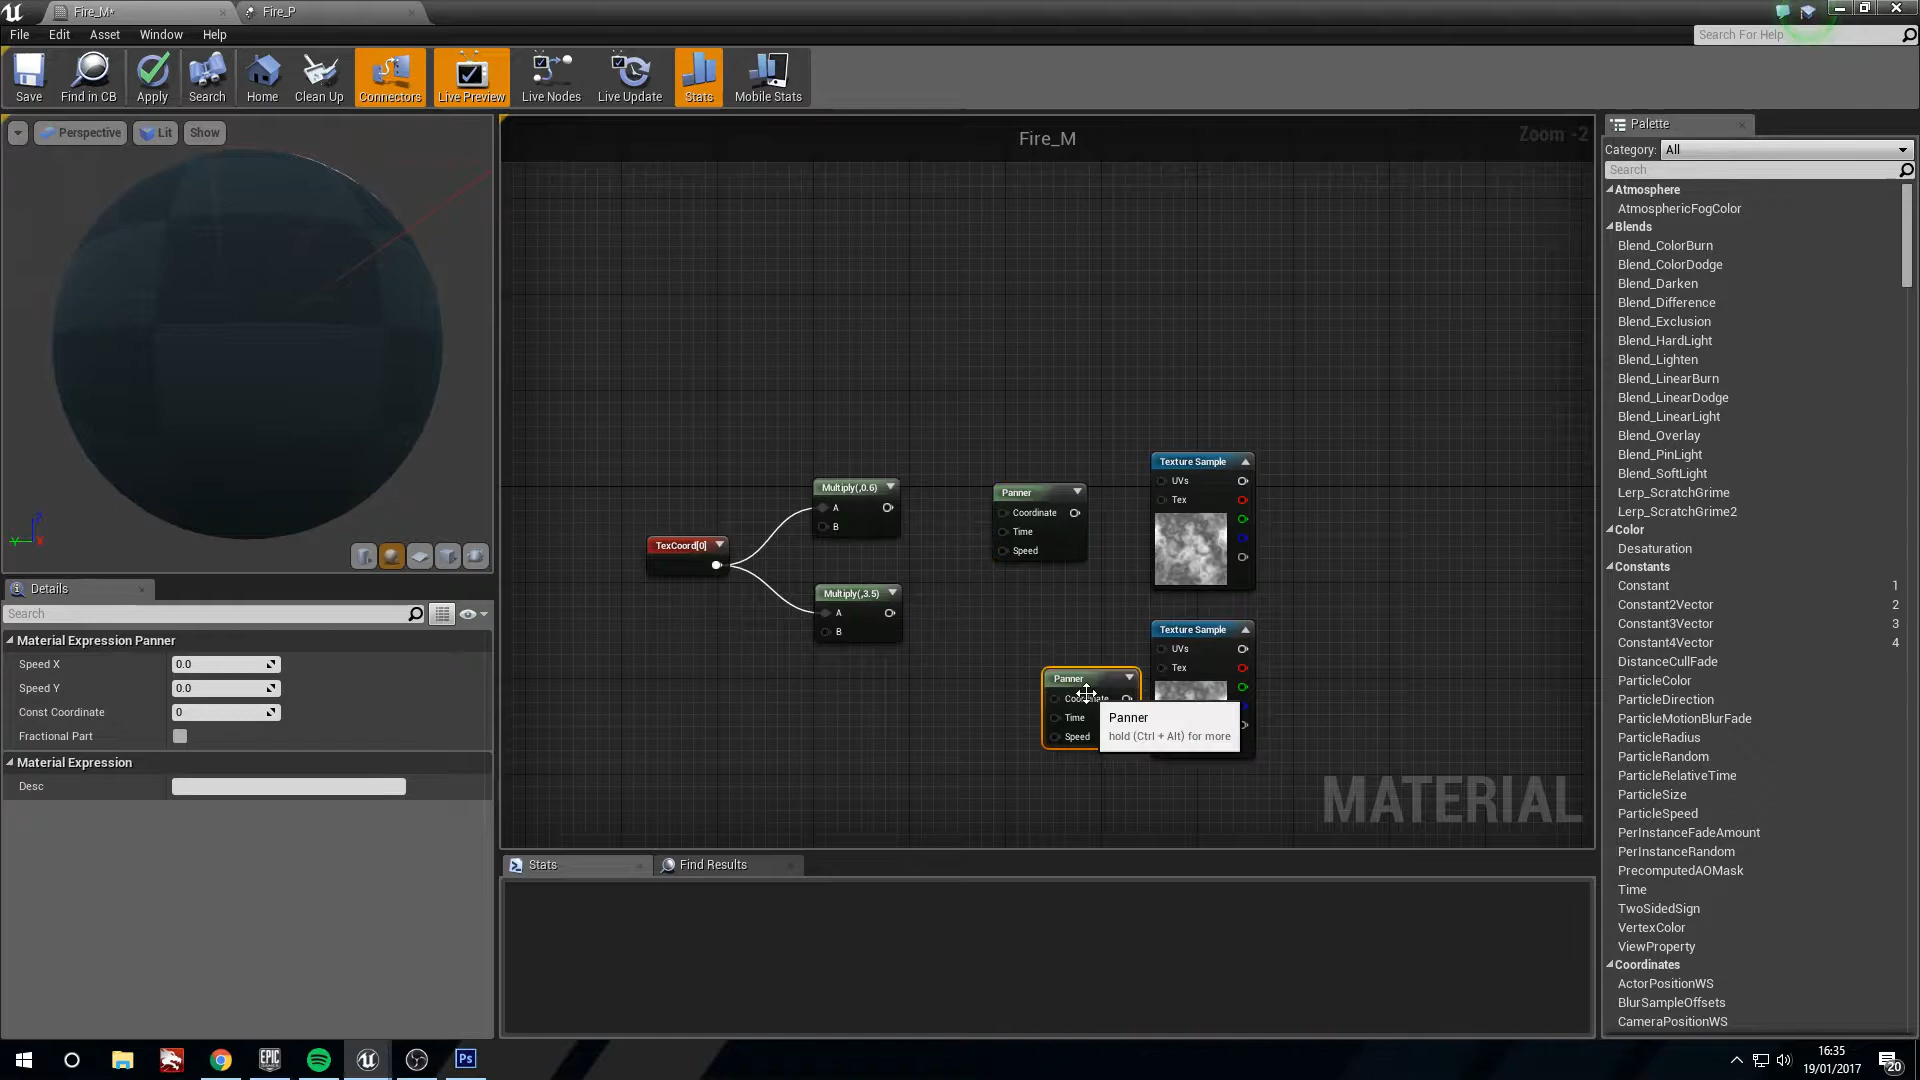 Fire_M*
Fire_P
File Edit Asset Window Help
Search For Help
Save Find in CB Apply Search Home Clean Up Connectors Live Preview Live Nodes Live Update Stats Mobile Stats
Perspective Lit Show
Fire_M
Zoom -2
Palette
Category: All
Search
Atmosphere
AtmosphericFogColor
Blends
Blend_ColorBurn
Blend_ColorDodge
Blend_Darken
Blend_Difference
Blend_Exclusion
Blend_HardLight
Blend_Lighten
Blend_LinearBurn
Blend_LinearDodge
Blend_LinearLight
Blend_Overlay
Blend_PinLight
Blend_SoftLight
Lerp_ScratchGrime
Lerp_ScratchGrime2
Color
Desaturation
Constants
Constant 1
Constant2Vector 2
Constant3Vector 3
Constant4Vector 4
DistanceCullFade
ParticleColor
ParticleDirection
ParticleMotionBlurFade
ParticleRadius
ParticleRandom
ParticleRelativeTime
ParticleSize
ParticleSpeed
PerInstanceFadeAmount
PerInstanceRandom
PrecomputedAOMask
Time
TwoSidedSign
VertexColor
ViewProperty
Coordinates
ActorPositionWS
BlurSampleOffsets
CameraPositionWS
TexCoord[0]
Multiply(,0.6)
A
B
Multiply(,3.5)
A
B
Panner
Coordinate
Time
Speed
Texture Sample
UVs
Tex
Texture Sample
UVs
Tex
Panner
Coordinate
Time
Speed
Panner
hold (Ctrl + Alt) for more
MATERIAL
Details
Search
Material Expression Panner
Speed X 0.0
Speed Y 0.0
Const Coordinate 0
Fractional Part
Material Expression
Desc
Stats
Find Results
EPIC
GAMES
Ps
16:35
19/01/2017
20